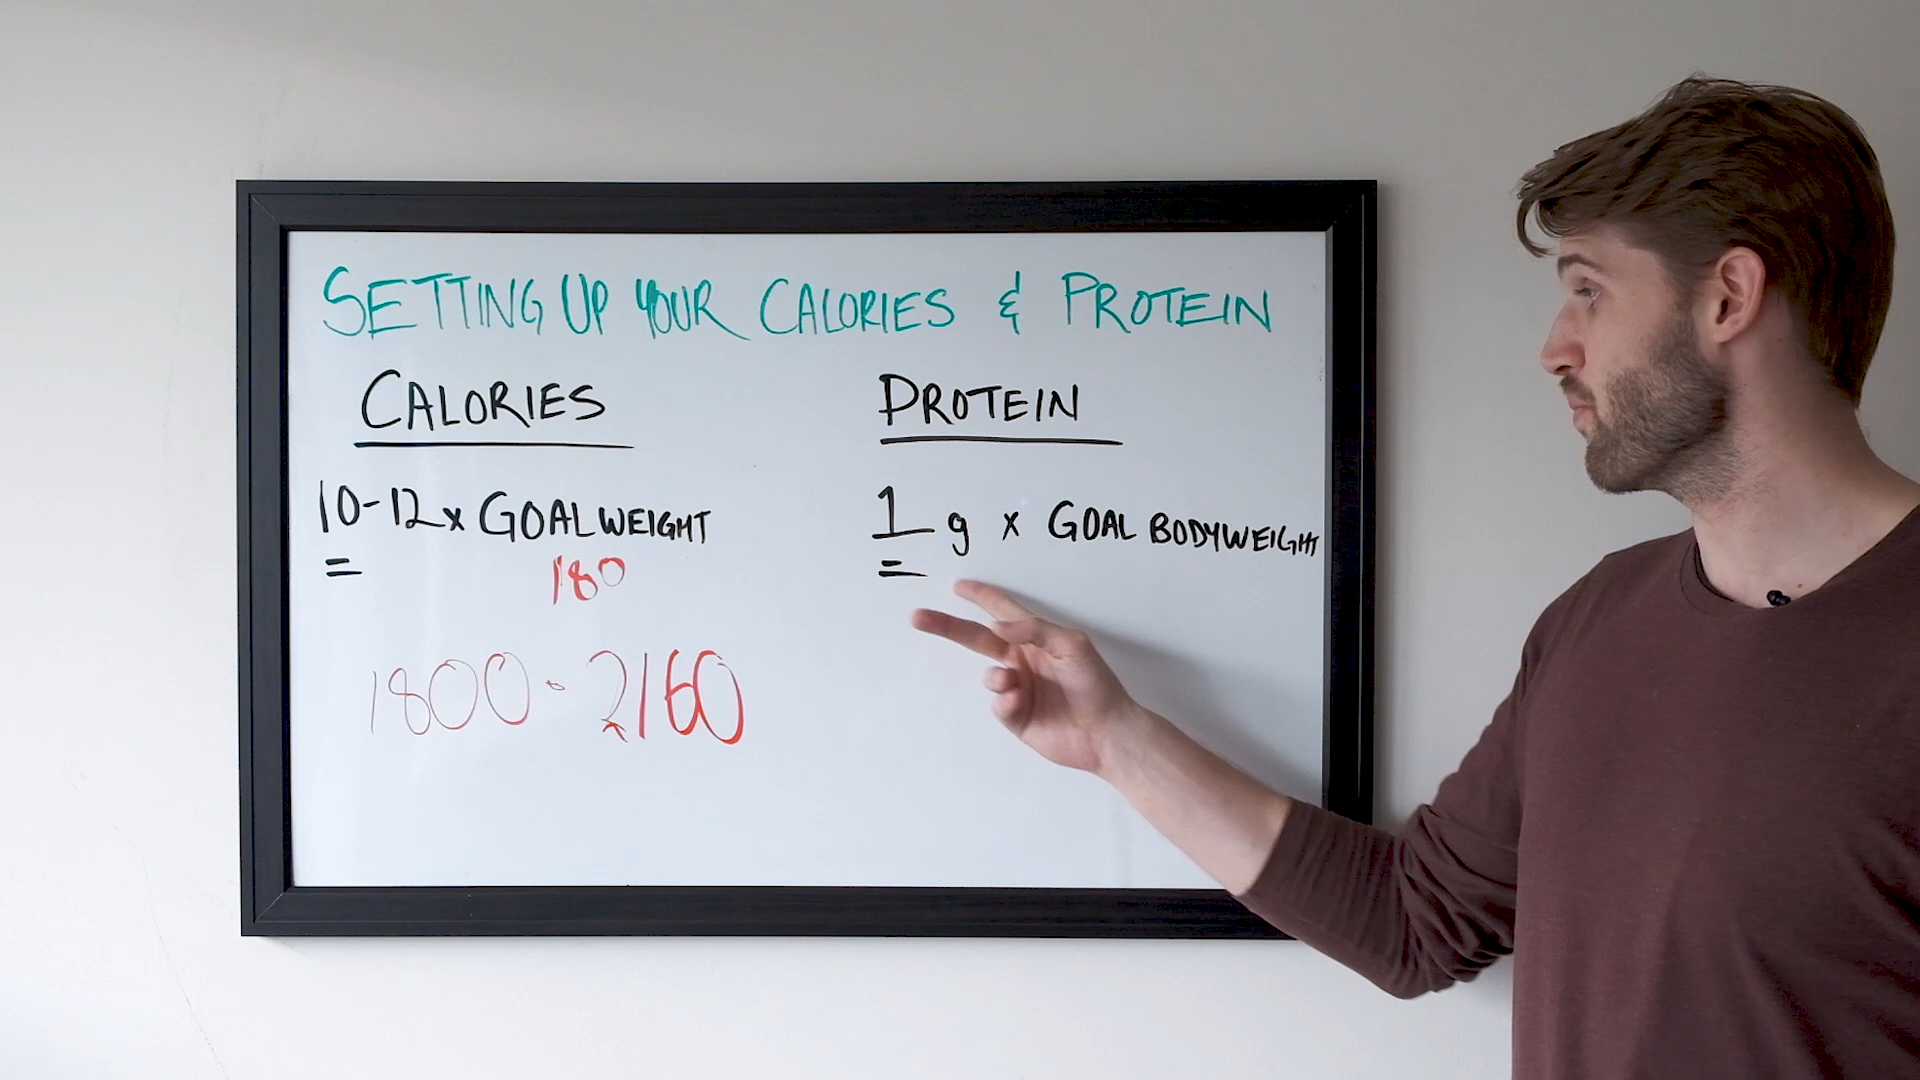 SETTING UP YOUR CALORIES & PROTEIN
CALORIES
10-12 x GOAL WEIGHT
=
180
1800 - 2160
PROTEIN
1 g x GOAL BODYWEIGHT
=